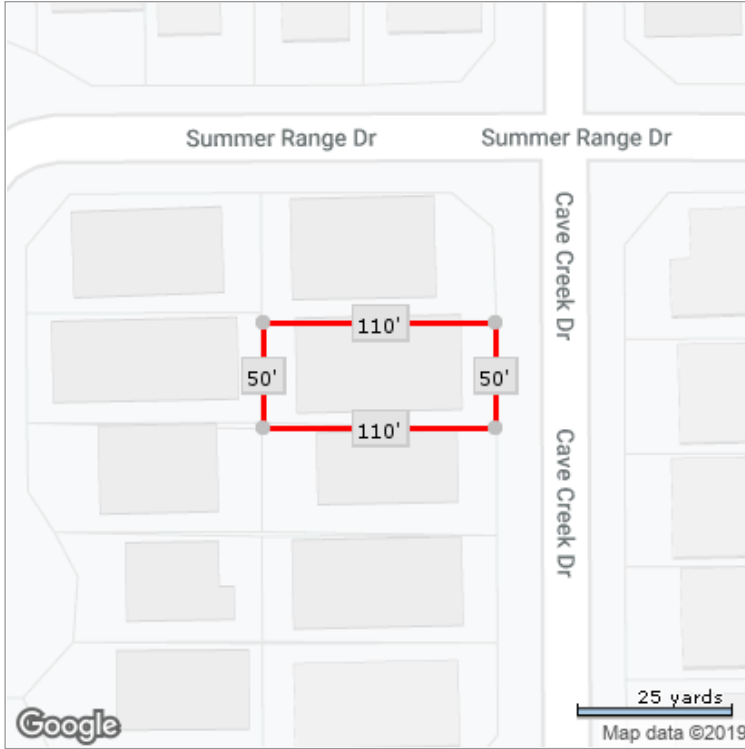 Summer Range Dr
Summer Range Dr
Cave Creek Dr
110'
50'
50'
110'
Cave Creek Dr
25 yards
Google
Map data ©2019